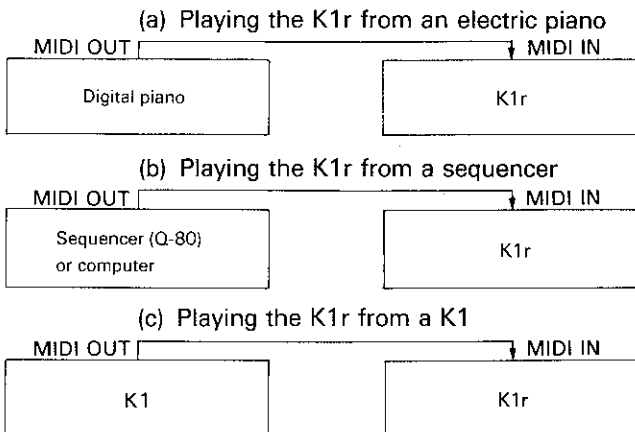 (a) Playing the K1r from an electric piano
MIDI OUT MIDI IN
Digital piano K1r
(b) Playing the K1r from a sequencer
MIDI OUT MIDI IN
Sequencer (Q-80)
or computer
K1r
(c) Playing the K1r from a K1
MIDI OUT MIDI IN
K1 K1r